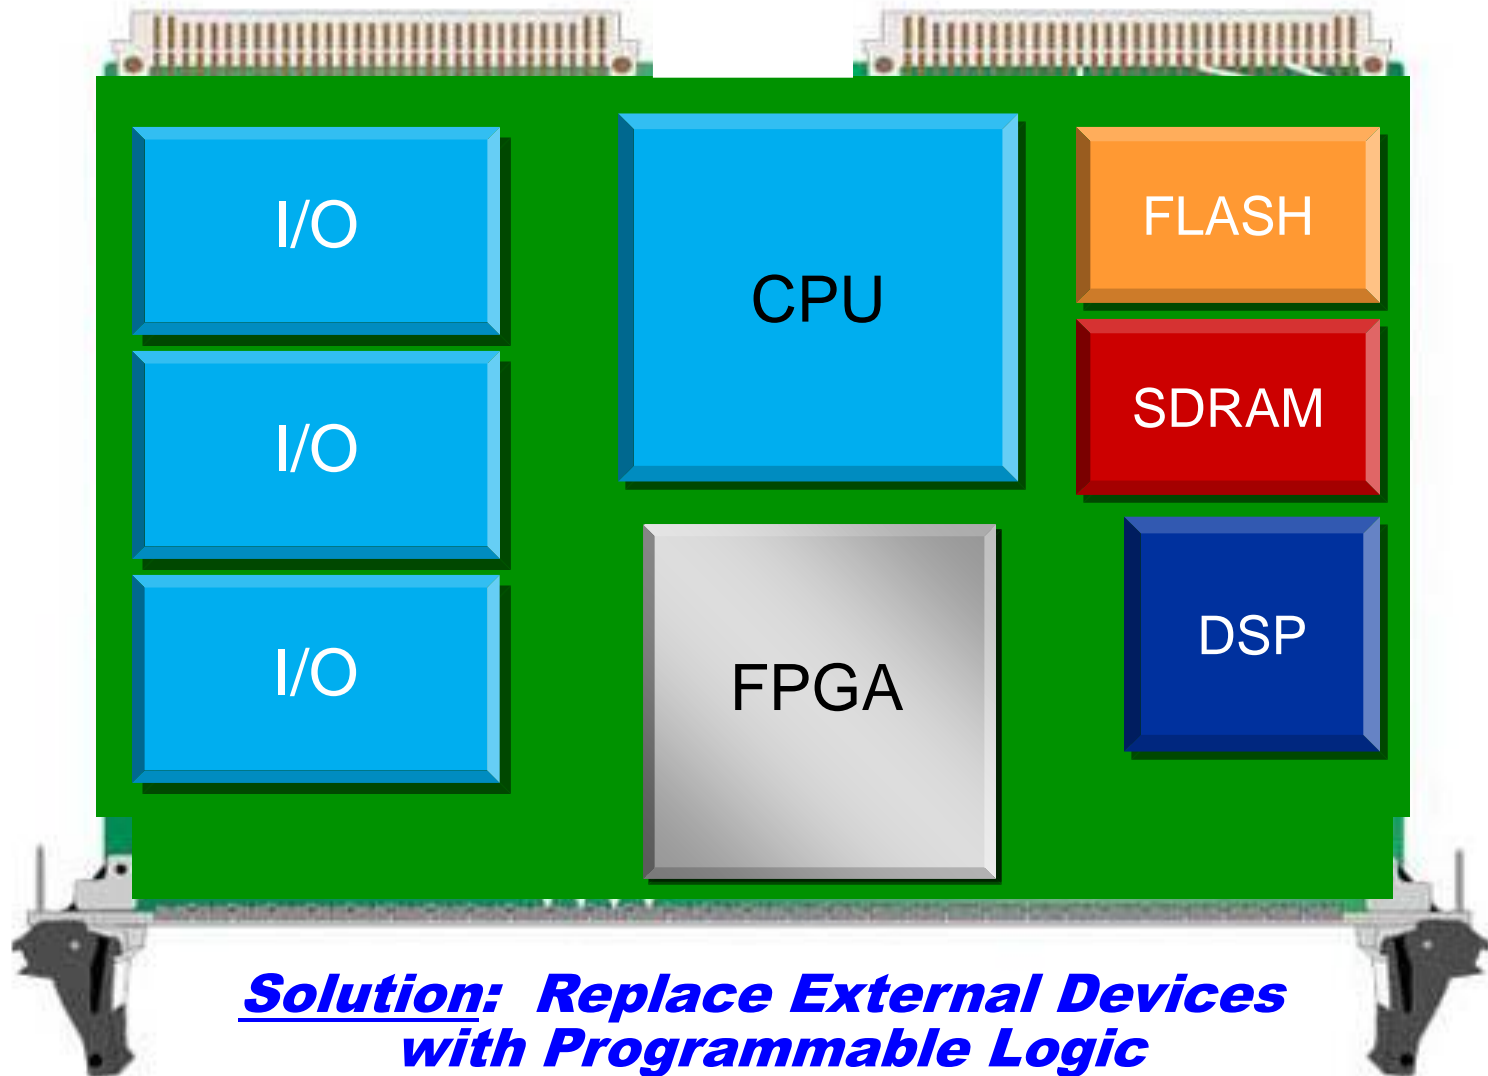 I/O
CPU
FLASH
I/O
SDRAM
I/O
FPGA
DSP
Solution: Replace External Devices
with Programmable Logic